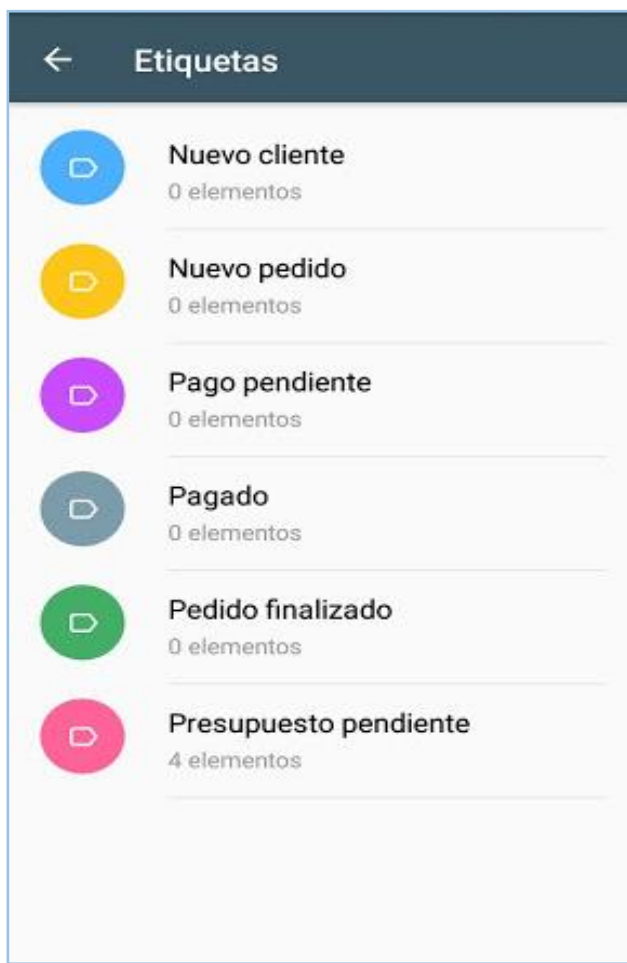 Etiquetas
Nuevo cliente
0 elementos
Nuevo pedido
0 elementos
Pago pendiente
0 elementos
Pagado
0 elementos
Pedido finalizado
0 elementos
Presupuesto pendiente
4 elementos